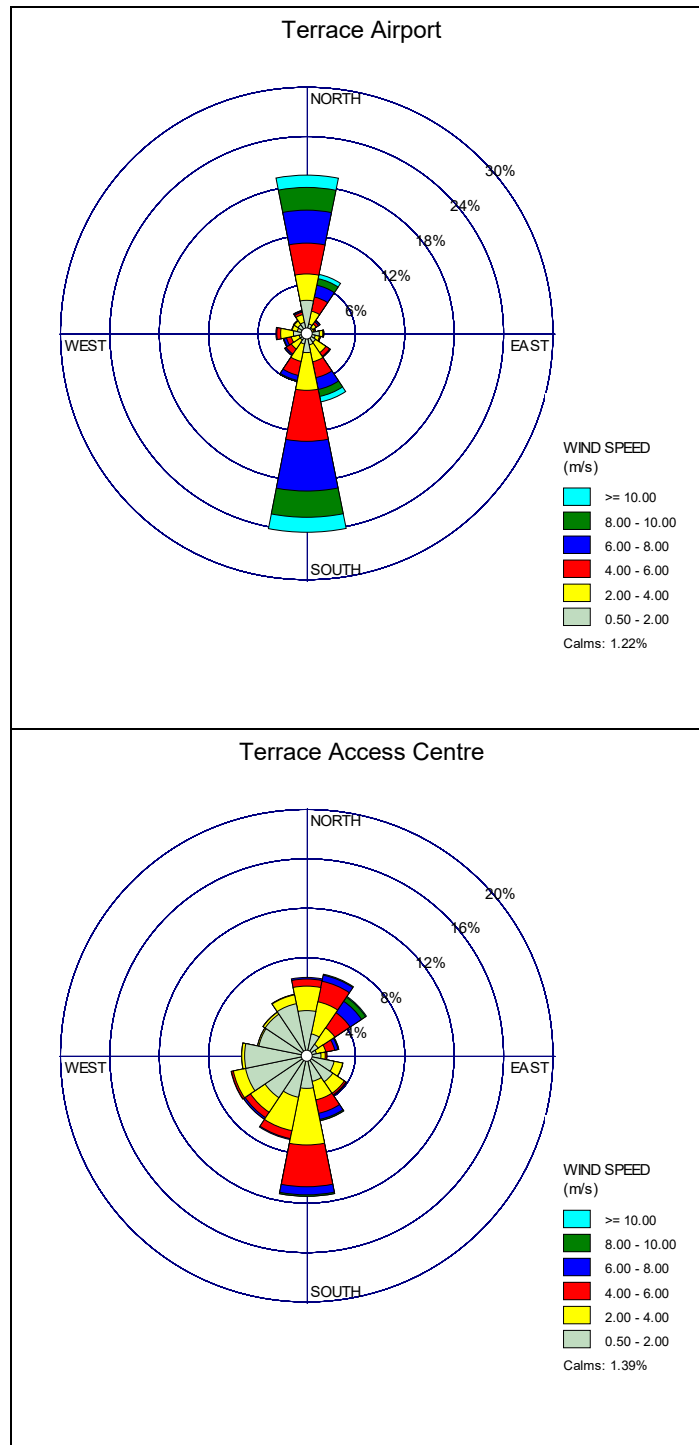 Terrace Airport
NORTH
30%
24%
18%
12%
6%
WEST
EAST
SOUTH
WIND SPEED
(m/s)
>= 10.00
8.00 - 10.00
6.00 - 8.00
4.00 - 6.00
2.00 - 4.00
0.50 - 2.00
Calms: 1.22%
Terrace Access Centre
NORTH
20%
16%
12%
8%
4%
WEST
EAST
SOUTH
WIND SPEED
(m/s)
>= 10.00
8.00 - 10.00
6.00 - 8.00
4.00 - 6.00
2.00 - 4.00
0.50 - 2.00
Calms: 1.39%